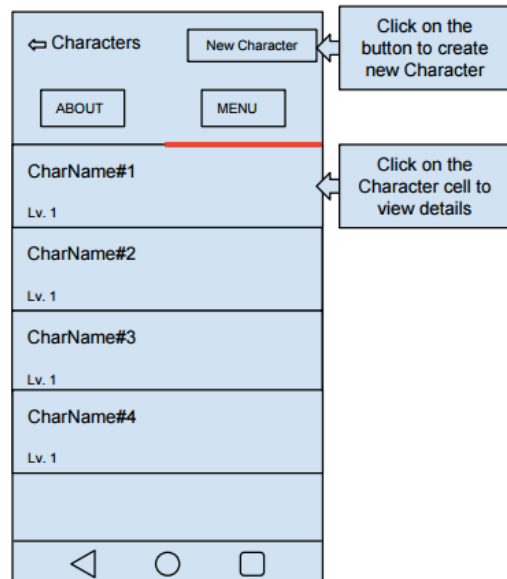 Characters
New Character
Click on the
button to create
new Character
ABOUT
MENU
CharName#1
Lv. 1
Click on the
Character cell to
view details
CharName#2
Lv. 1
CharName#3
Lv. 1
CharName#4
Lv. 1